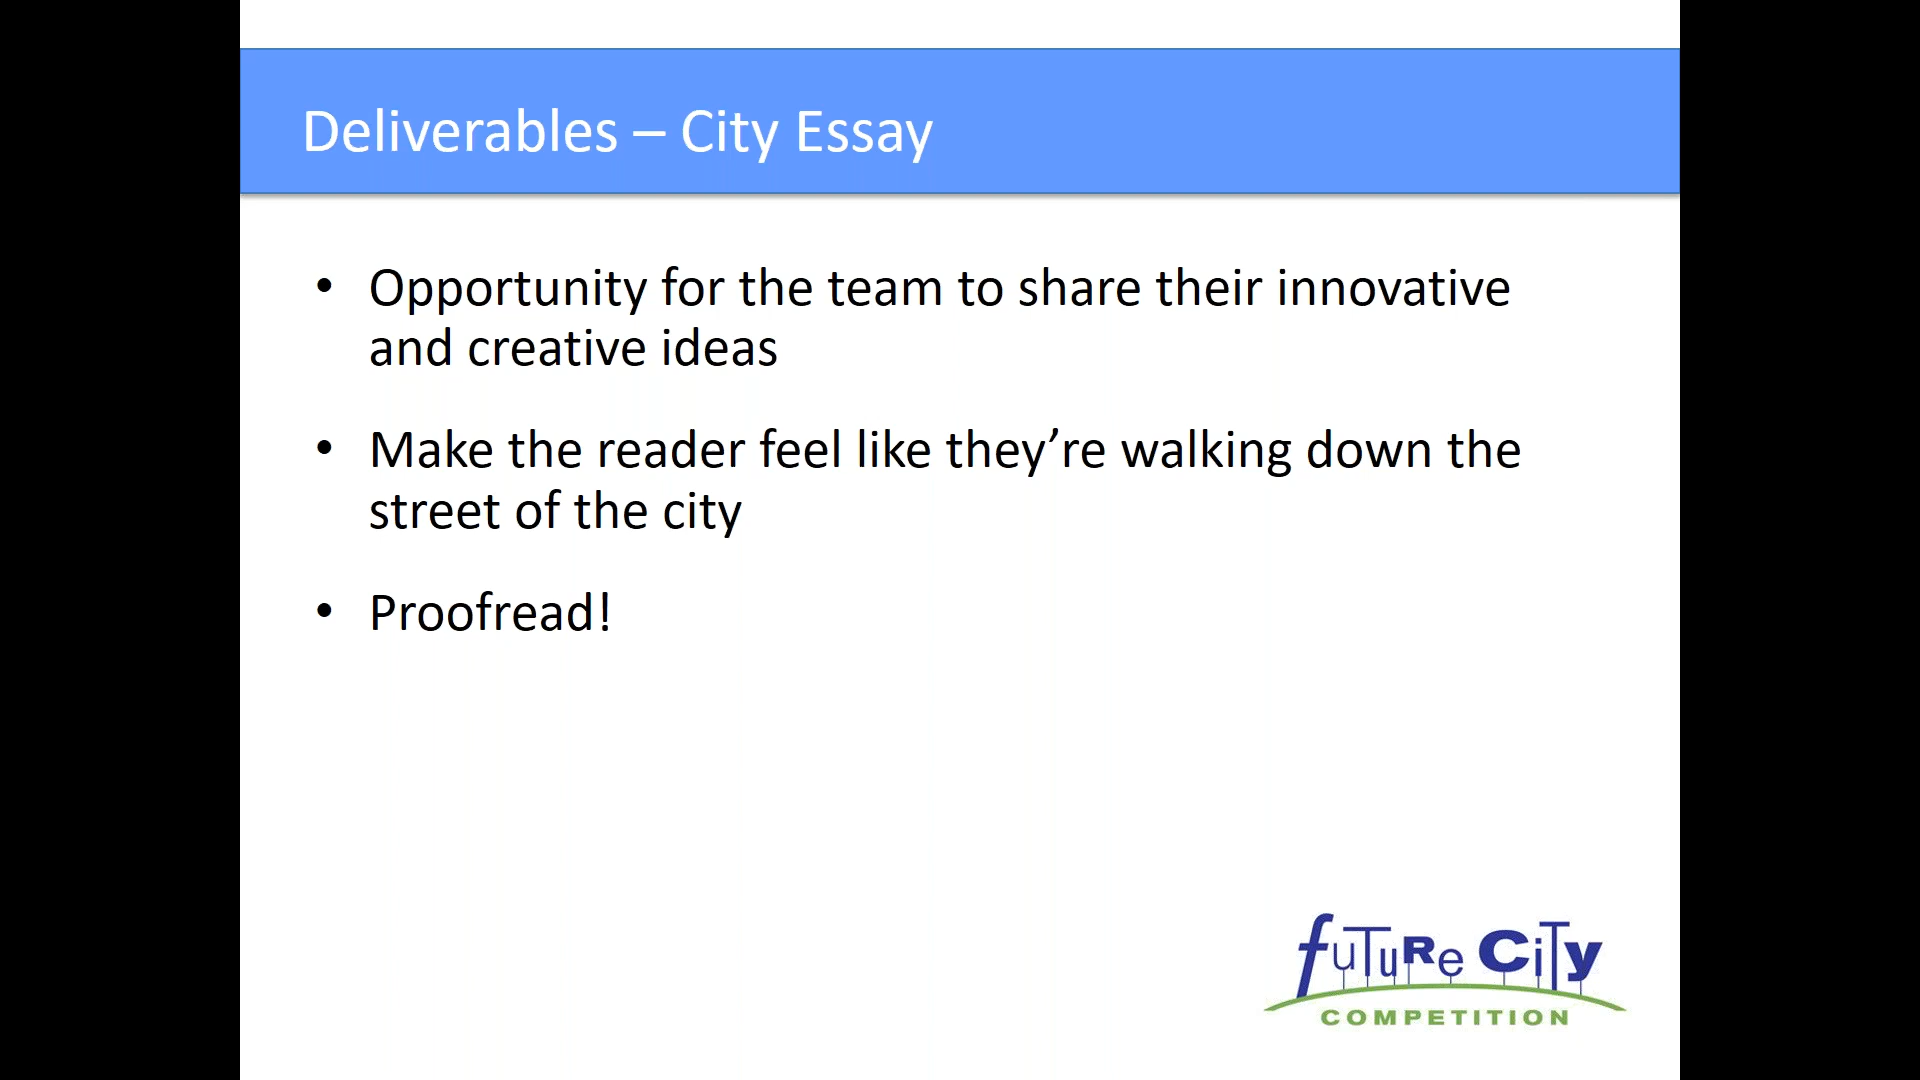 Deliverables – City Essay
• Opportunity for the team to share their innovative
and creative ideas
• Make the reader feel like they’re walking down the
street of the city
• Proofread!
fuTuRe CiTy
COMPETITION